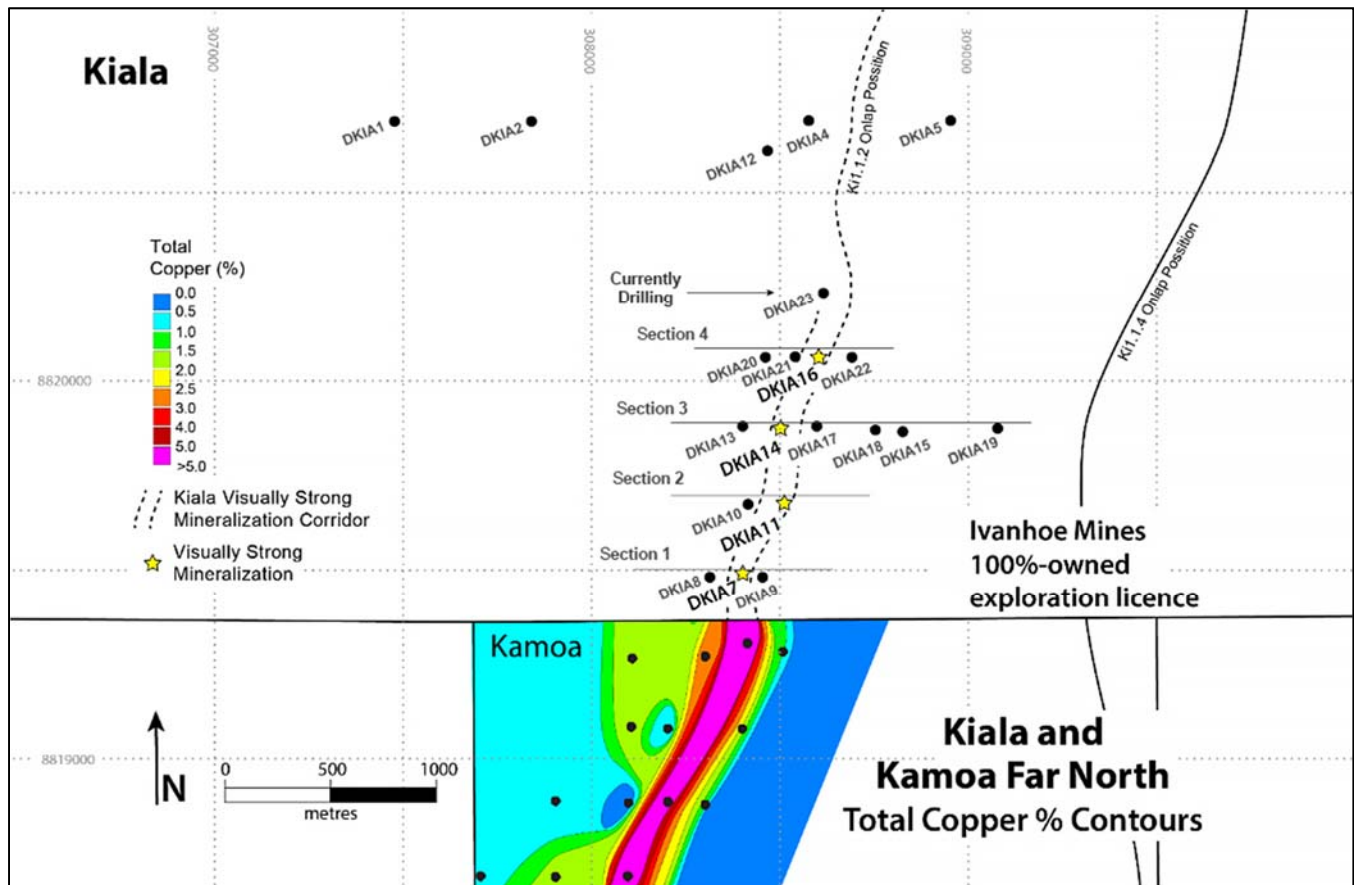 307000
308000
309000
Kiala
Ki1.1.2 Onlap Possition
DKIA1
DKIA2
DKIA12
DKIA4
DKIA5
Total
Copper (%)
0.0
0.5
1.0
1.5
2.0
2.5
3.0
4.0
5.0
>5.0
Kiala Visually Strong
Mineralization Corridor
Visually Strong
Mineralization
Currently
Drilling
DKIA23
Ki1.1.4 Onlap Possition
Section 4
DKIA20
DKIA21
DKIA16
DKIA22
8820000
Section 3
DKIA13
DKIA14
DKIA17
DKIA18
DKIA15
DKIA19
Section 2
DKIA10
DKIA11
Section 1
DKIA8
DKIA7
DKIA9
Ivanhoe Mines
100%-owned
exploration licence
Kamoa
8819000
N
0
500
1000
metres
Kiala and
Kamoa Far North
Total Copper % Contours